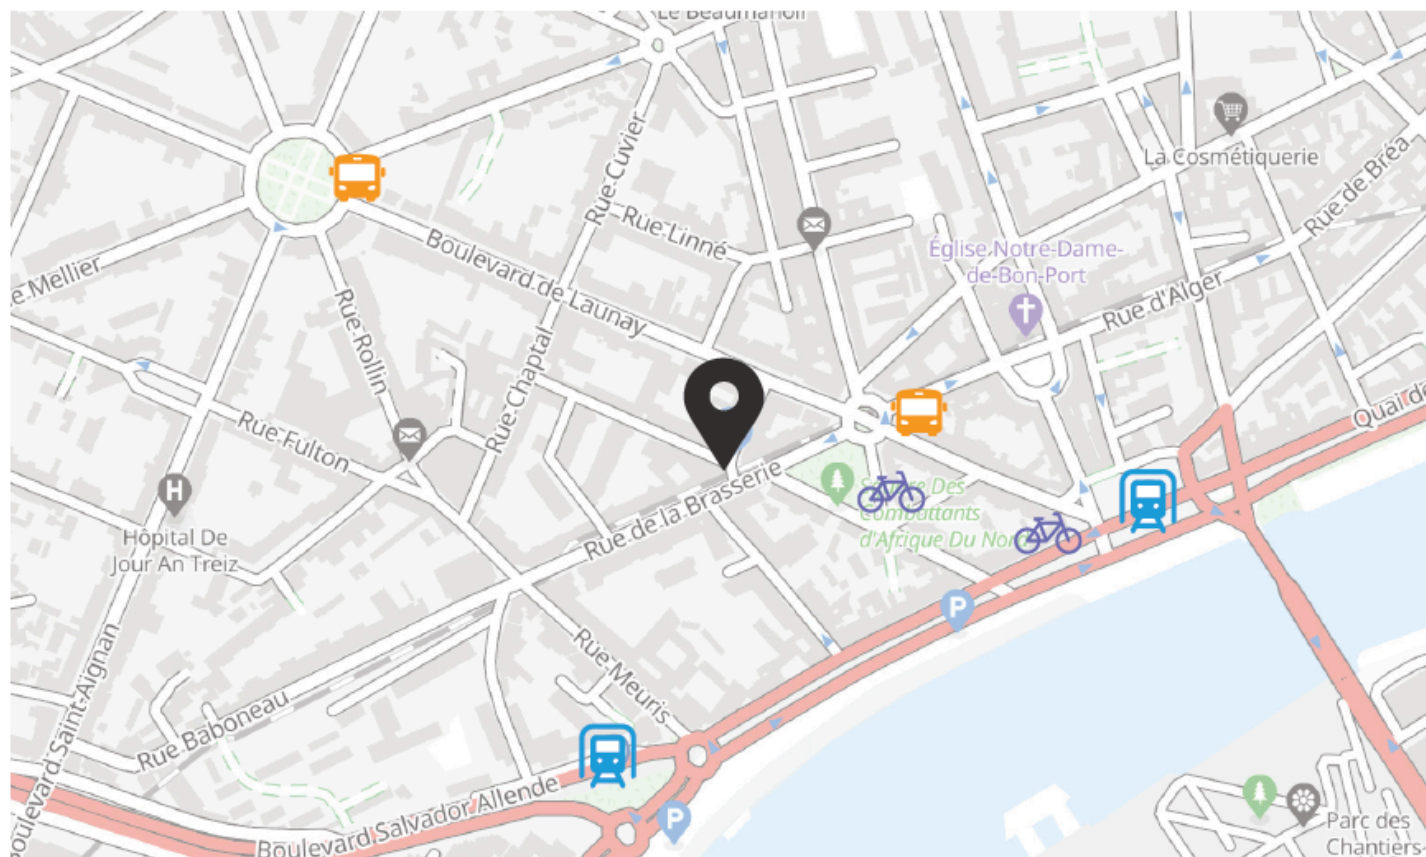 Le Beaumanoir
Rue Cuvier
La Cosmétiquerie
Rue de Bréa
Rue Linné
Église Notre-Dame-
de-Bon-Port
Boulevard de Launay
e Mellier
Rue d'Alger
Rue Rollin
Rue Chaptal
Quai de
Rue Fulton
H
P
Rue de la Brasserie
Square Des
Combattants
d'Afrique Du Nord
Hôpital De
Jour An Treiz
P
Rue Meuris
Boulevard Saint-Aignan
Rue Baboneau
Boulevard Salvador Allende
P
Parc des
Chantiers